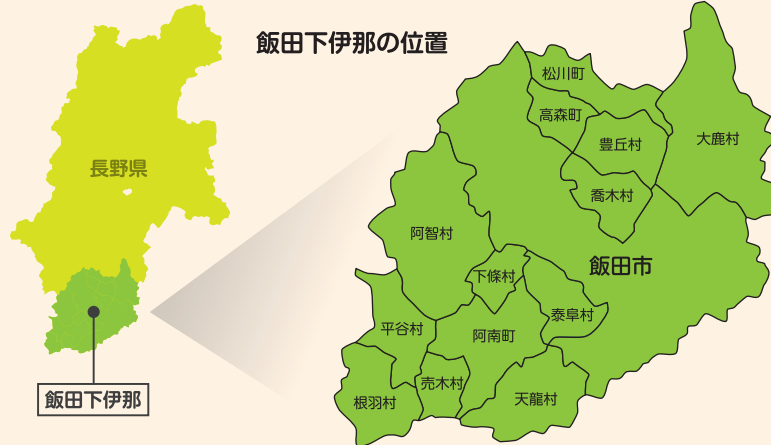 飯田下伊那の位置
長野県
飯田下伊那
松川町
高森町
豊丘村
大鹿村
喬木村
阿智村
飯田市
下條村
泰阜村
平谷村
阿南町
売木村
根羽村
天龍村